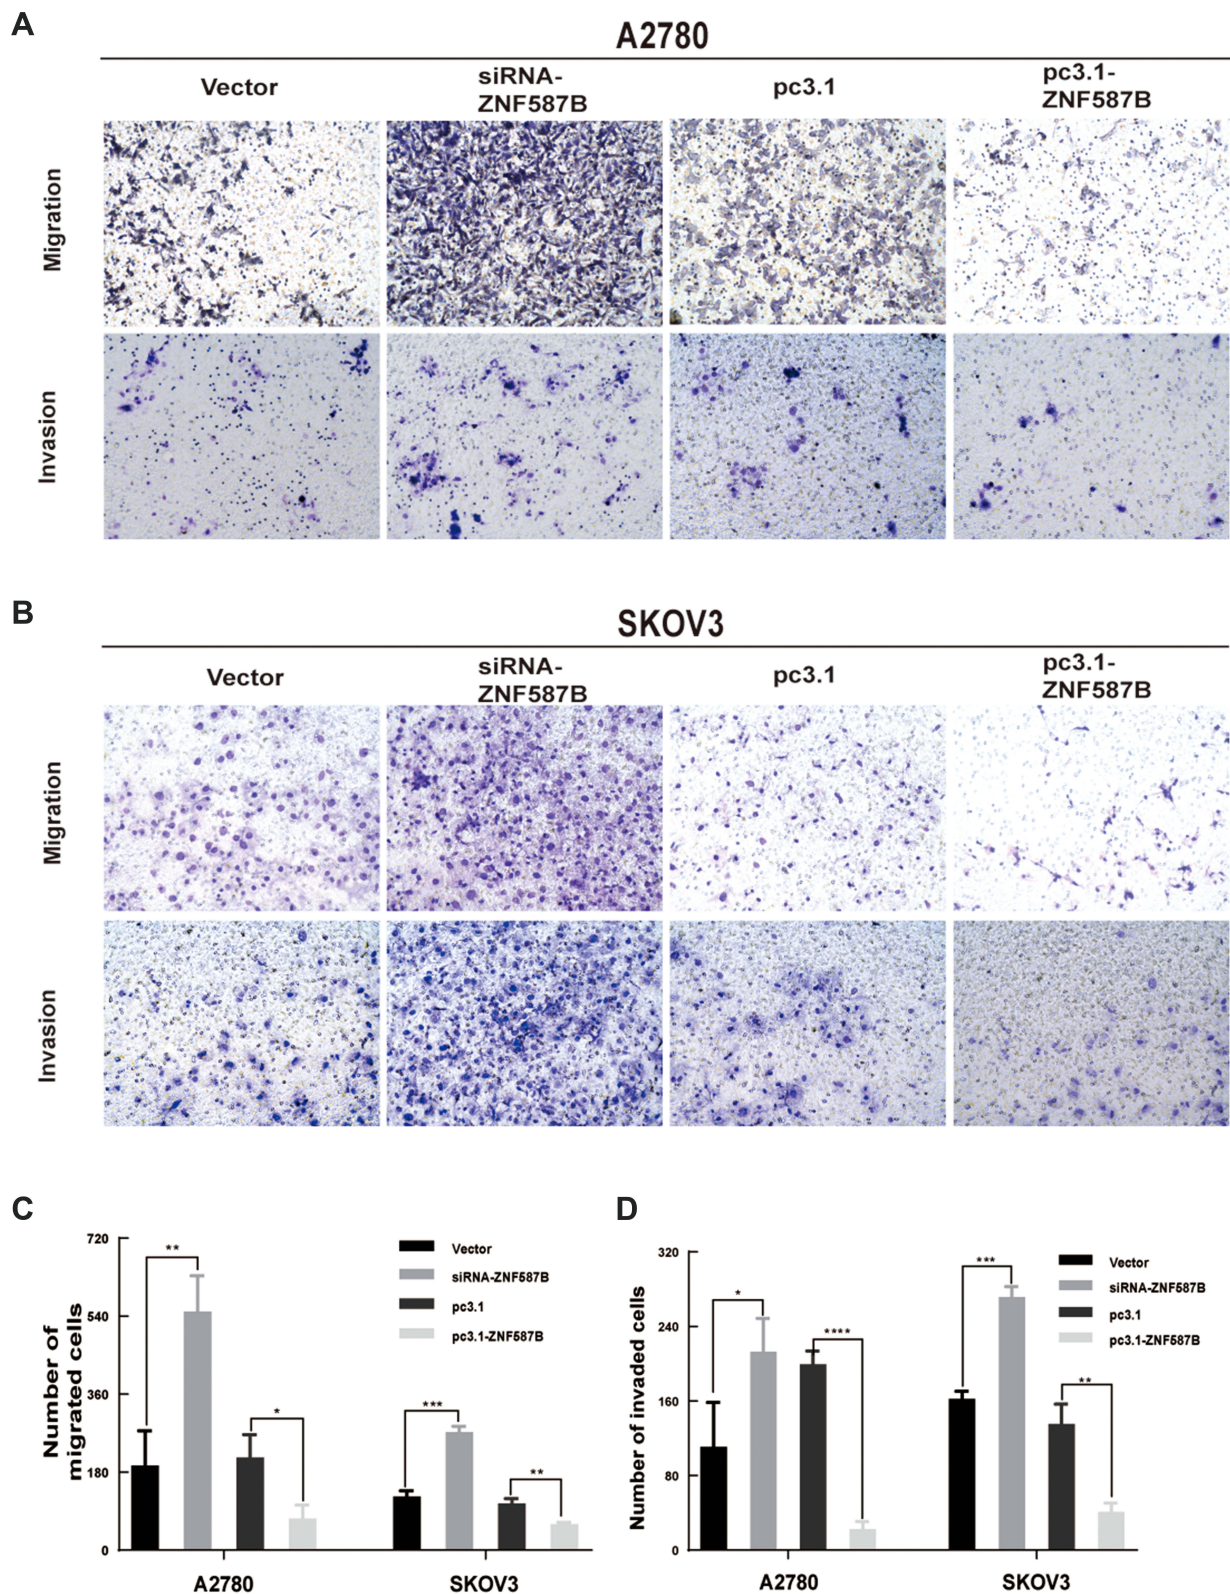 A
A2780
Vector
siRNA-
ZNF587B
pc3.1
pc3.1-
ZNF587B
Migration
Invasion
B
SKOV3
Vector
siRNA-
ZNF587B
pc3.1
pc3.1-
ZNF587B
Migration
Invasion
C
Number of
migrated cells
720
540
360
180
0
**
*
***
**
Vector
siRNA-ZNF587B
pc3.1
pc3.1-ZNF587B
A2780
SKOV3
D
Number of invaded cells
320
240
160
80
0
*
****
***
**
Vector
siRNA-ZNF587B
pc3.1
pc3.1-ZNF587B
A2780
SKOV3